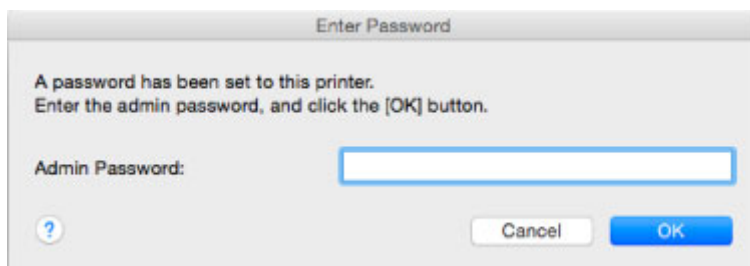 Enter Password
A password has been set to this printer.
Enter the admin password, and click the [OK] button.
Admin Password:
?
Cancel
OK